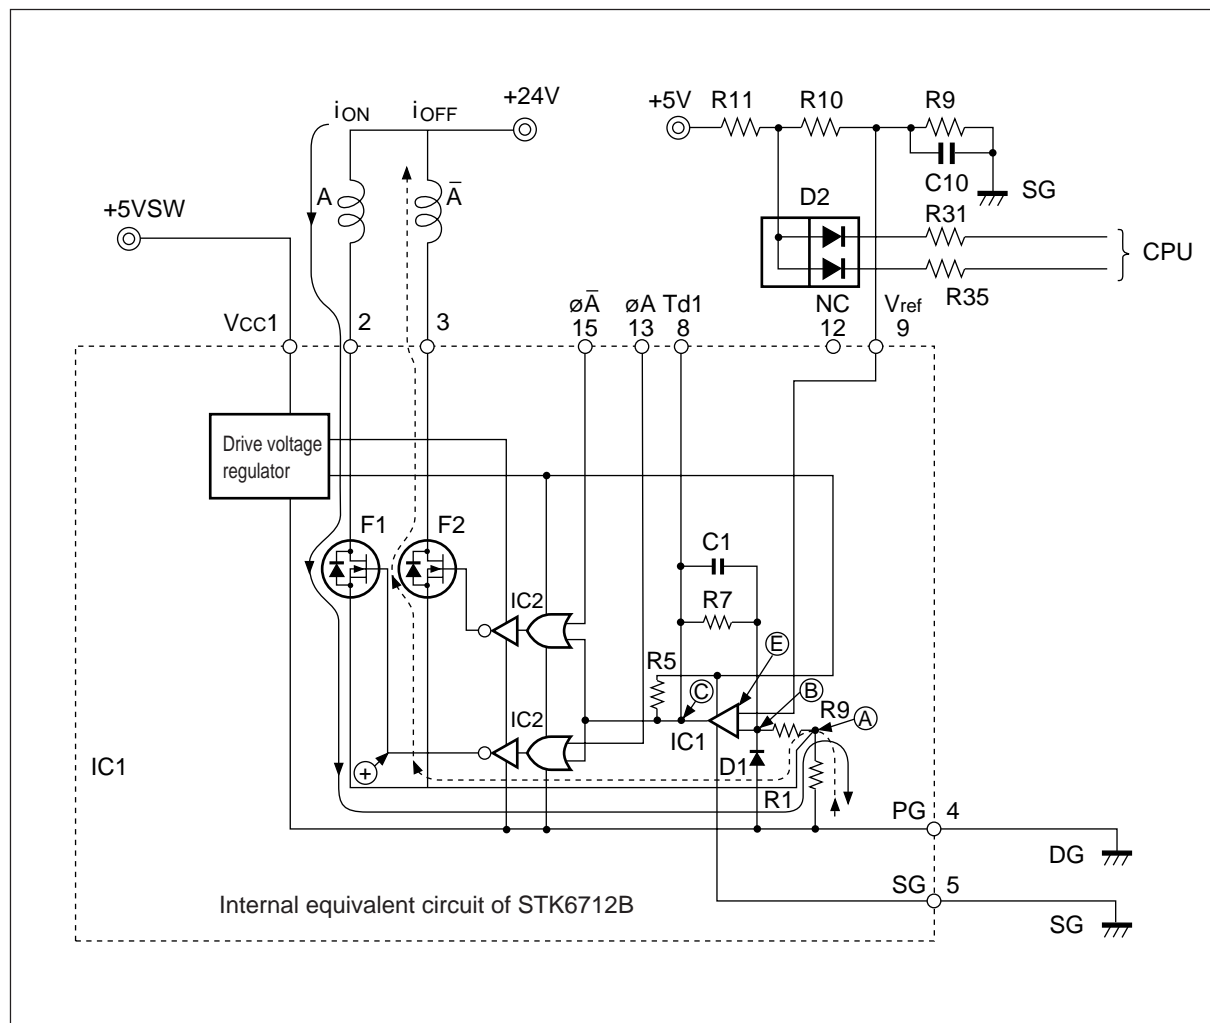 iON
iOFF
+24V
+5V
R11
R10
R9
C10
SG
A
A̅
+5VSW
D2
R31
CPU
R35
NC
12
Vref
9
VCC1
2
3
øA̅
15
øA
13
Td1
8
Drive voltage
regulator
F1
F2
C1
R7
IC2
R5
E
C
B
R9
A
IC2
IC1
D1
+
R1
IC1
PG
4
DG
SG
5
SG
Internal equivalent circuit of STK6712B